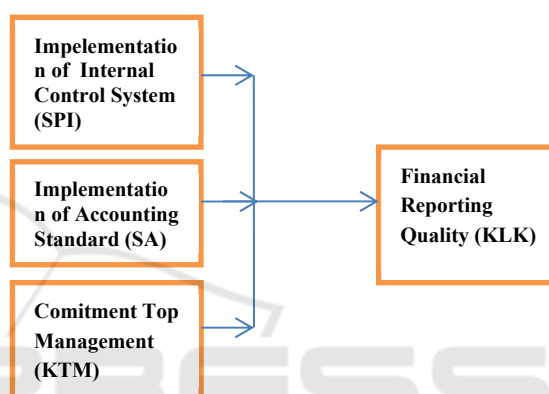 Impelementatio
n of Internal
Control System
(SPI)
Implementatio
n of Accounting
Standard (SA)
Financial
Reporting
Quality (KLK)
Comitment Top
Management
(KTM)
PRESS